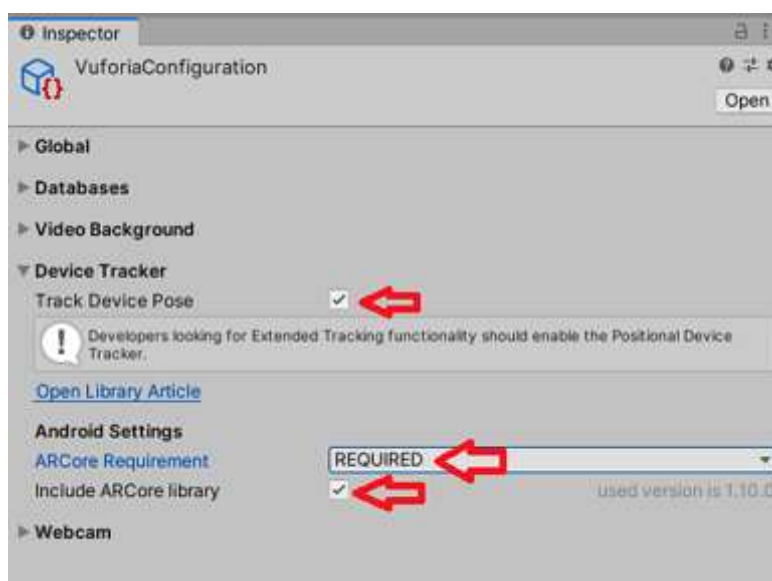 Inspector
VuforiaConfiguration
Open
Global
Databases
Video Background
Device Tracker
Track Device Pose
Developers looking for Extended Tracking functionality should enable the Positional Device
Tracker.
Open Library Article
Android Settings
ARCore Requirement REQUIRED
Include ARCore library used version is 1.10.0
Webcam